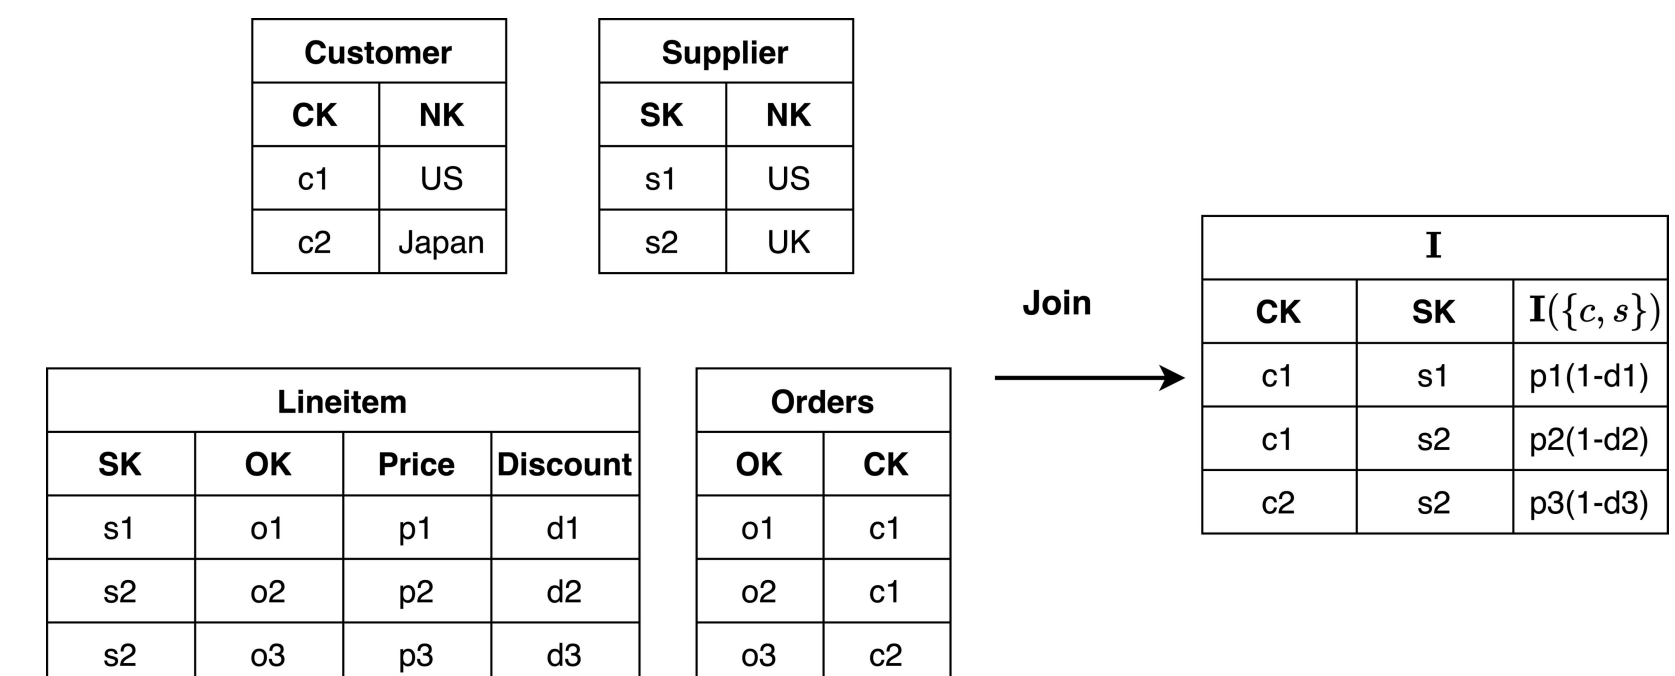 Customer
CK NK
c1 US
c2 Japan
Supplier
SK NK
s1 US
s2 UK
Lineitem
SK OK Price Discount
s1 o1 p1 d1
s2 o2 p2 d2
s2 o3 p3 d3
Orders
OK CK
o1 c1
o2 c1
o3 c2
Join
I
CK SK I({c, s})
c1 s1 p1(1-d1)
c1 s2 p2(1-d2)
c2 s2 p3(1-d3)